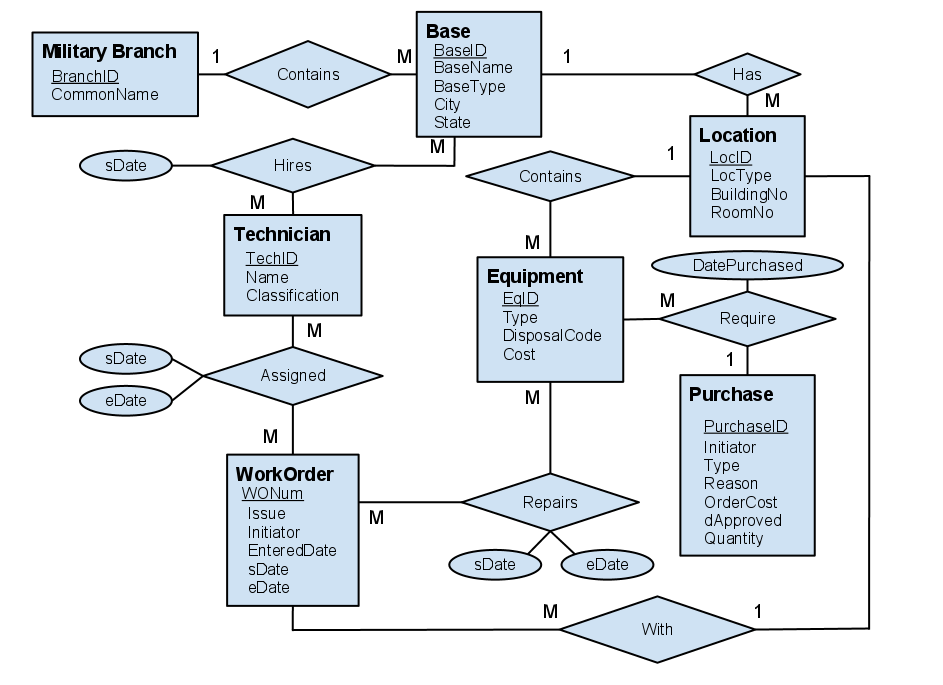 Military Branch
BranchID
CommonName
1
Contains
M
Base
BaseID
BaseName
BaseType
City
State
1
Has
M
M
sDate
Hires
M
Location
LocID
LocType
BuildingNo
RoomNo
1
Contains
M
Technician
TechID
Name
Classification
M
Equipment
EqID
Type
DisposalCode
Cost
M
DatePurchased
M
Require
1
sDate
eDate
Assigned
M
Purchase
PurchaseID
Initiator
Type
Reason
OrderCost
dApproved
Quantity
WorkOrder
WONum
Issue
Initiator
EnteredDate
sDate
eDate
M
Repairs
sDate
eDate
M
With
1